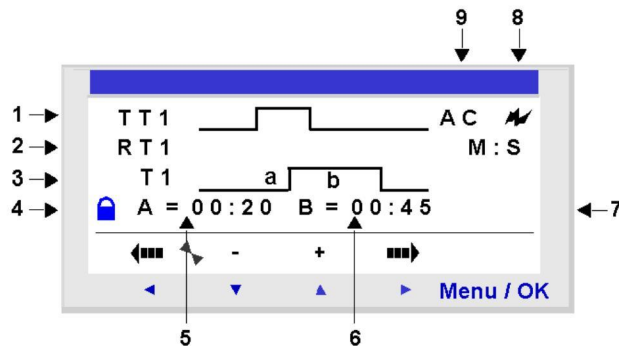 9 8
1 TT1 AC
2 RT1 M:S
3 T1 a b
4 A = 00:20 B = 00:45 7
- +
Menu / OK
5 6